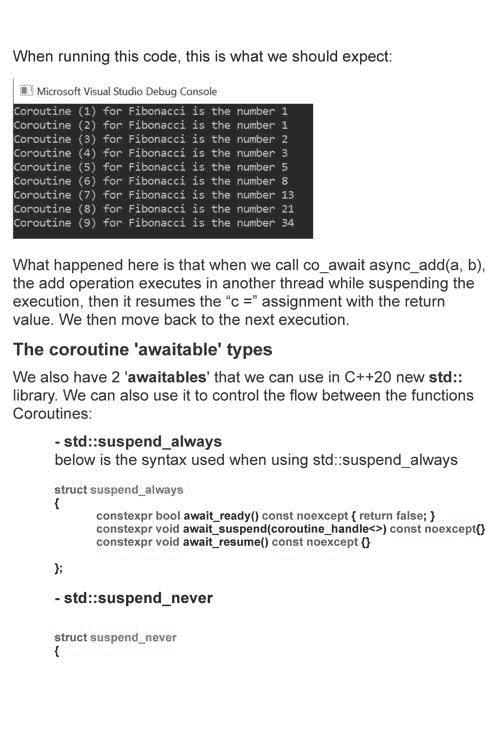 When running this code, this is what we should expect:
Microsoft Visual Studio Debug Console
Coroutine (1) for Fibonacci is the number 1
Coroutine (2) for Fibonacci is the number 1
Coroutine (3) for Fibonacci is the number 2
Coroutine (4) for Fibonacci is the number 3
Coroutine (5) for Fibonacci is the number 5
Coroutine (6) for Fibonacci is the number 8
Coroutine (7) for Fibonacci is the number 13
Coroutine (8) for Fibonacci is the number 21
Coroutine (9) for Fibonacci is the number 34
What happened here is that when we call co_await async_add(a, b),
the add operation executes in another thread while suspending the
execution, then it resumes the “c =” assignment with the return
value. We then move back to the next execution.
The coroutine 'awaitable' types
We also have 2 'awaitables' that we can use in C++20 new std::
library. We can also use it to control the flow between the functions
Coroutines:
- std::suspend_always
below is the syntax used when using std::suspend_always
struct suspend_always
{
constexpr bool await_ready() const noexcept { return false; }
constexpr void await_suspend(coroutine_handle<>) const noexcept{}
constexpr void await_resume() const noexcept {}
};
- std::suspend_never
struct suspend_never
{